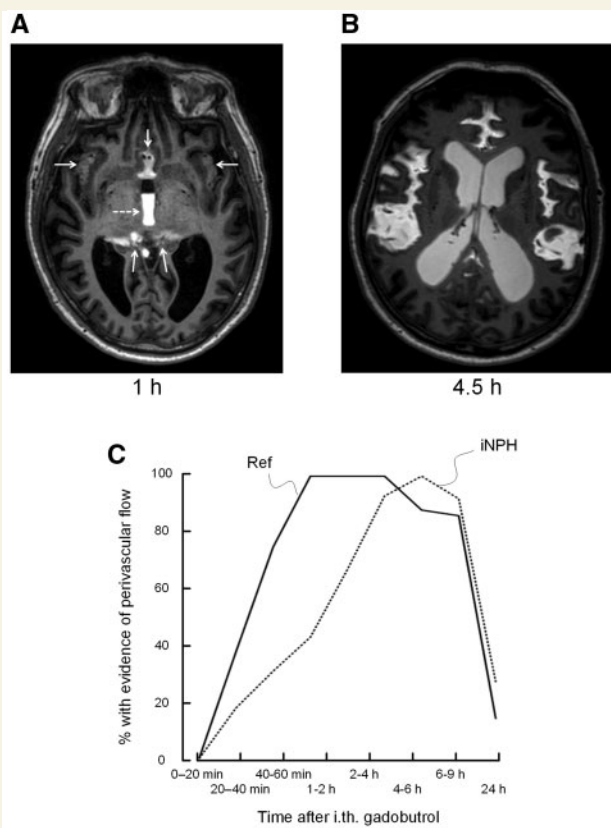 A
B
1 h
4.5 h
C
Ref
iNPH
% with evidence of perivascular flow
100
80
60
40
20
0
0–20 min
20–40 min
40-60 min
1-2 h
2-4 h
4-6 h
6-9 h
24 h
Time after i.th. gadobutrol